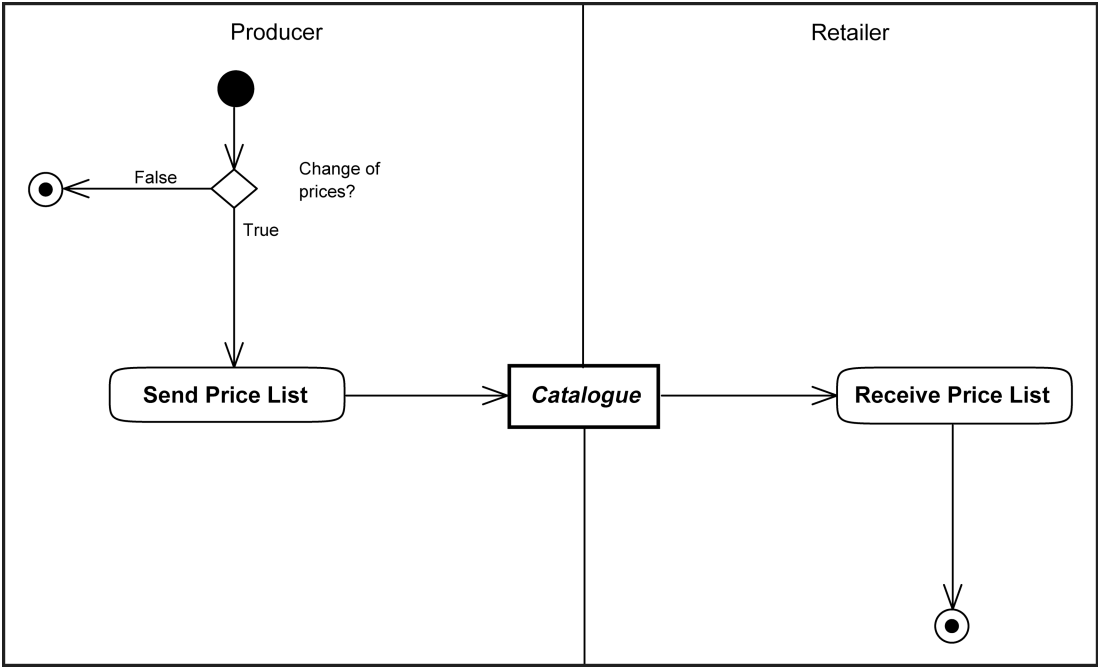 Producer
Retailer
Change of
prices?
False
True
Send Price List
Catalogue
Receive Price List